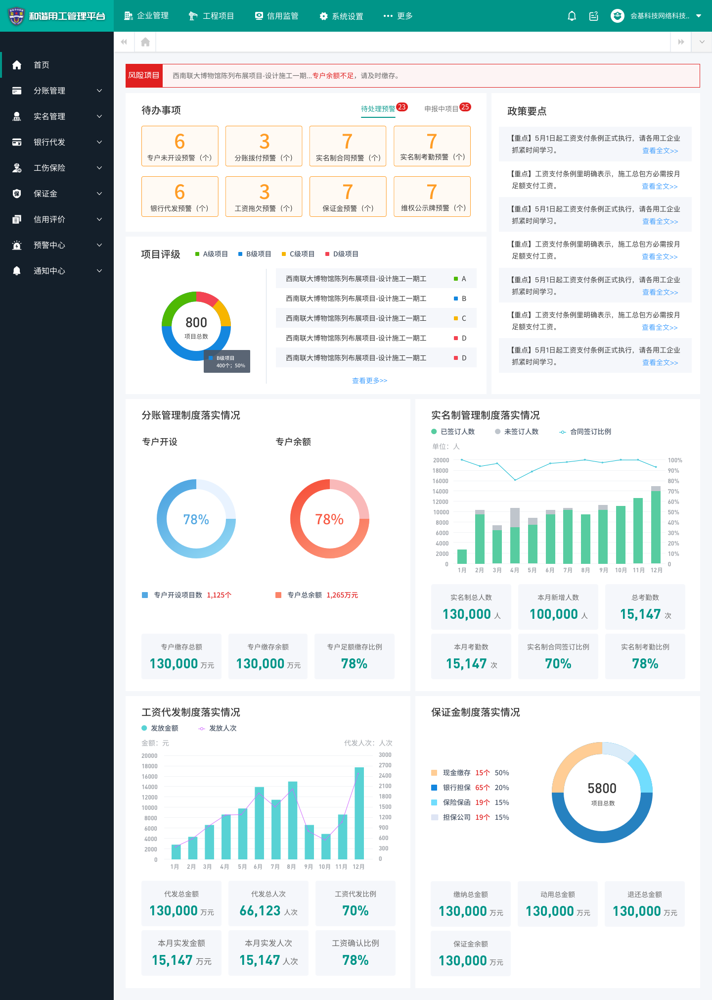 和谐用工管理平台
企业管理
工程项目
信用监管
系统设置
更多
会基科技网络科技..
首页
分账管理
实名管理
银行代发
工伤保险
保证金
信用评价
预警中心
通知中心
风险项目
西南联大博物馆陈列布展项目-设计施工一期...专户余额不足，请及时缴存。
待办事项
待处理预警 23
申报中项目 25
6
专户未开设预警（个）
3
分账拨付预警（个）
7
实名制合同预警（个）
7
实名制考勤预警（个）
6
银行代发预警（个）
3
工资拖欠预警（个）
7
保证金预警（个）
7
维权公示牌预警（个）
政策要点
【重点】5月1日起工资支付条例正式执行，请各用工企业
抓紧时间学习。 查看全文>>
【重点】工资支付条例里明确表示，施工总包方必需按月
足额支付工资。 查看全文>>
【重点】5月1日起工资支付条例正式执行，请各用工企业
抓紧时间学习。 查看全文>>
【重点】工资支付条例里明确表示，施工总包方必需按月
足额支付工资。 查看全文>>
【重点】5月1日起工资支付条例正式执行，请各用工企业
抓紧时间学习。 查看全文>>
【重点】工资支付条例里明确表示，施工总包方必需按月
足额支付工资。 查看全文>>
【重点】5月1日起工资支付条例正式执行，请各用工企业
抓紧时间学习。 查看全文>>
项目评级
A级项目 B级项目 C级项目 D级项目
800
项目总数
B级项目
400个；50%
西南联大博物馆陈列布展项目-设计施工一期工 A
西南联大博物馆陈列布展项目-设计施工一期工 B
西南联大博物馆陈列布展项目-设计施工一期工 C
西南联大博物馆陈列布展项目-设计施工一期工 D
西南联大博物馆陈列布展项目-设计施工一期工 D
查看更多>>
分账管理制度落实情况
专户开设
专户余额
78%
78%
专户开设项目数 1,125个
专户总余额 1,265万元
专户缴存总额
130,000 万元
专户缴存余额
130,000 万元
专户足额缴存比例
78%
实名制管理制度落实情况
已签订人数 未签订人数 合同签订比例
单位：人
20000 100%
18000 90%
16000 80%
14000 70%
12000 60%
10000 50%
8000 40%
6000 30%
4000 20%
2000 10%
0 0
1月 2月 3月 4月 5月 6月 7月 8月 9月 10月 11月 12月
实名制总人数
130,000 人
本月新增人数
100,000 人
总考勤数
15,147 次
本月考勤数
15,147 次
实名制合同签订比例
70%
实名制考勤比例
78%
工资代发制度落实情况
发放金额 发放人次
金额：元 代发人次：人次
20000 3000
18000 2700
16000 2400
14000 2100
12000 1800
10000 1500
8000 1200
6000 900
4000 600
2000 300
0 0
1月 2月 3月 4月 5月 6月 7月 8月 9月 10月 11月 12月
代发总金额
130,000 万元
代发总人次
66,123 人次
工资代发比例
70%
本月实发金额
15,147 万元
本月实发人次
15,147 人次
工资确认比例
78%
保证金制度落实情况
现金缴存 15个 50%
银行担保 65个 20%
保险保函 19个 15%
担保公司 19个 15%
5800
项目总数
缴纳总金额
130,000 万元
动用总金额
130,000 万元
退还总金额
130,000 万元
保证金余额
130,000 万元